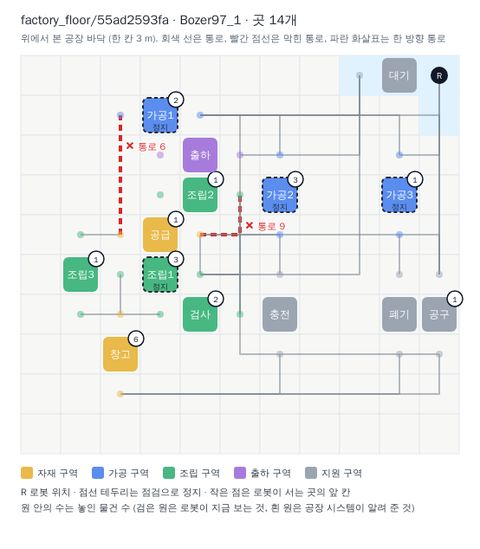 factory_floor/55ad2593fa · Bozer97_1 · 곳 14개
위에서 본 공장 바닥 (한 칸 3 m). 회색 선은 통로, 빨간 점선은 막힌 통로, 파란 화살표는 한 방향 통로
대기
R
가공1
정지
2
✕ 통로 6
출하
조립2
1
가공2
정지
3
가공3
정지
1
공급
1
✕ 통로 9
조립3
1
조립1
정지
3
검사
2
충전
폐기
공구
1
창고
6
자재 구역
가공 구역
조립 구역
출하 구역
지원 구역
R 로봇 위치 · 점선 테두리는 점검으로 정지 · 작은 점은 로봇이 서는 곳의 앞 칸
원 안의 수는 놓인 물건 수 (검은 원은 로봇이 지금 보는 것, 흰 원은 공장 시스템이 알려 준 것)